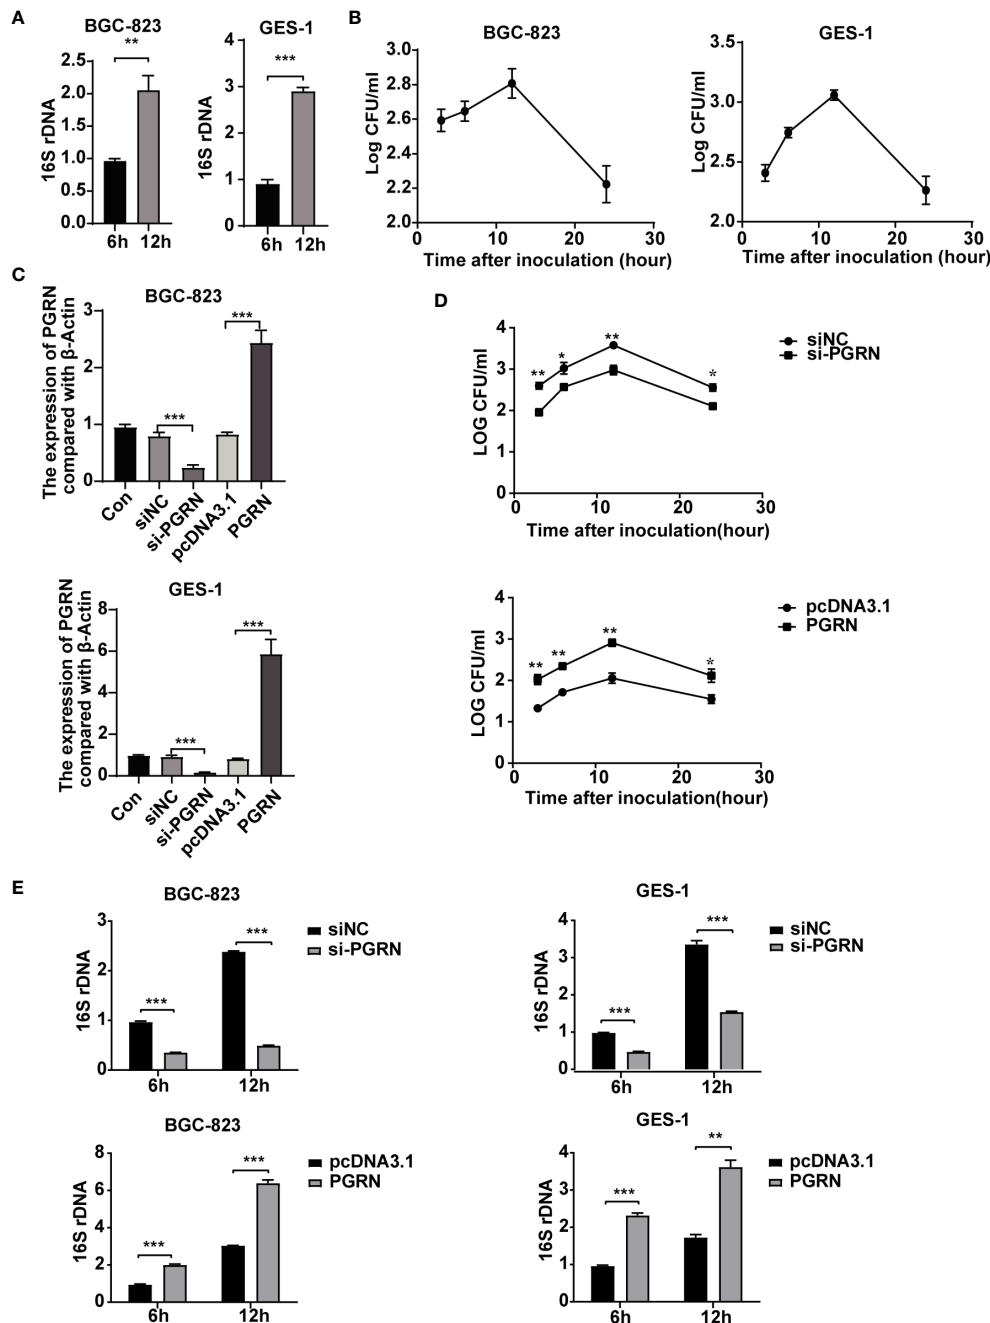 A
BGC-823
16S rDNA
2.5
2.0
1.5
1.0
0.5
0.0
**
6h 12h
GES-1
16S rDNA
4
3
2
1
0
***
6h 12h
B
BGC-823
Log CFU/ml
3.0
2.8
2.6
2.4
2.2
2.0
0 10 20 30
Time after inoculation (hour)
GES-1
Log CFU/ml
3.5
3.0
2.5
2.0
0 10 20 30
Time after inoculation (hour)
C
BGC-823
The expression of PGRN
compared with β-Actin
3
2
1
0
***
***
Con siNC si-PGRN pcDNA3.1 PGRN
GES-1
The expression of PGRN
compared with β-Actin
8
6
4
2
0
***
***
Con siNC si-PGRN pcDNA3.1 PGRN
D
LOG CFU/ml
4
3
2
1
0
** * ** *
0 10 20 30
Time after inoculation(hour)
siNC
si-PGRN
LOG CFU/ml
4
3
2
1
0
** ** ** *
0 10 20 30
Time after inoculation(hour)
pcDNA3.1
PGRN
E
BGC-823
16S rDNA
3
2
1
0
*** ***
6h 12h
siNC
si-PGRN
GES-1
16S rDNA
4
3
2
1
0
*** ***
6h 12h
siNC
si-PGRN
BGC-823
16S rDNA
8
6
4
2
0
*** ***
6h 12h
pcDNA3.1
PGRN
GES-1
16S rDNA
4
3
2
1
0
*** **
6h 12h
pcDNA3.1
PGRN